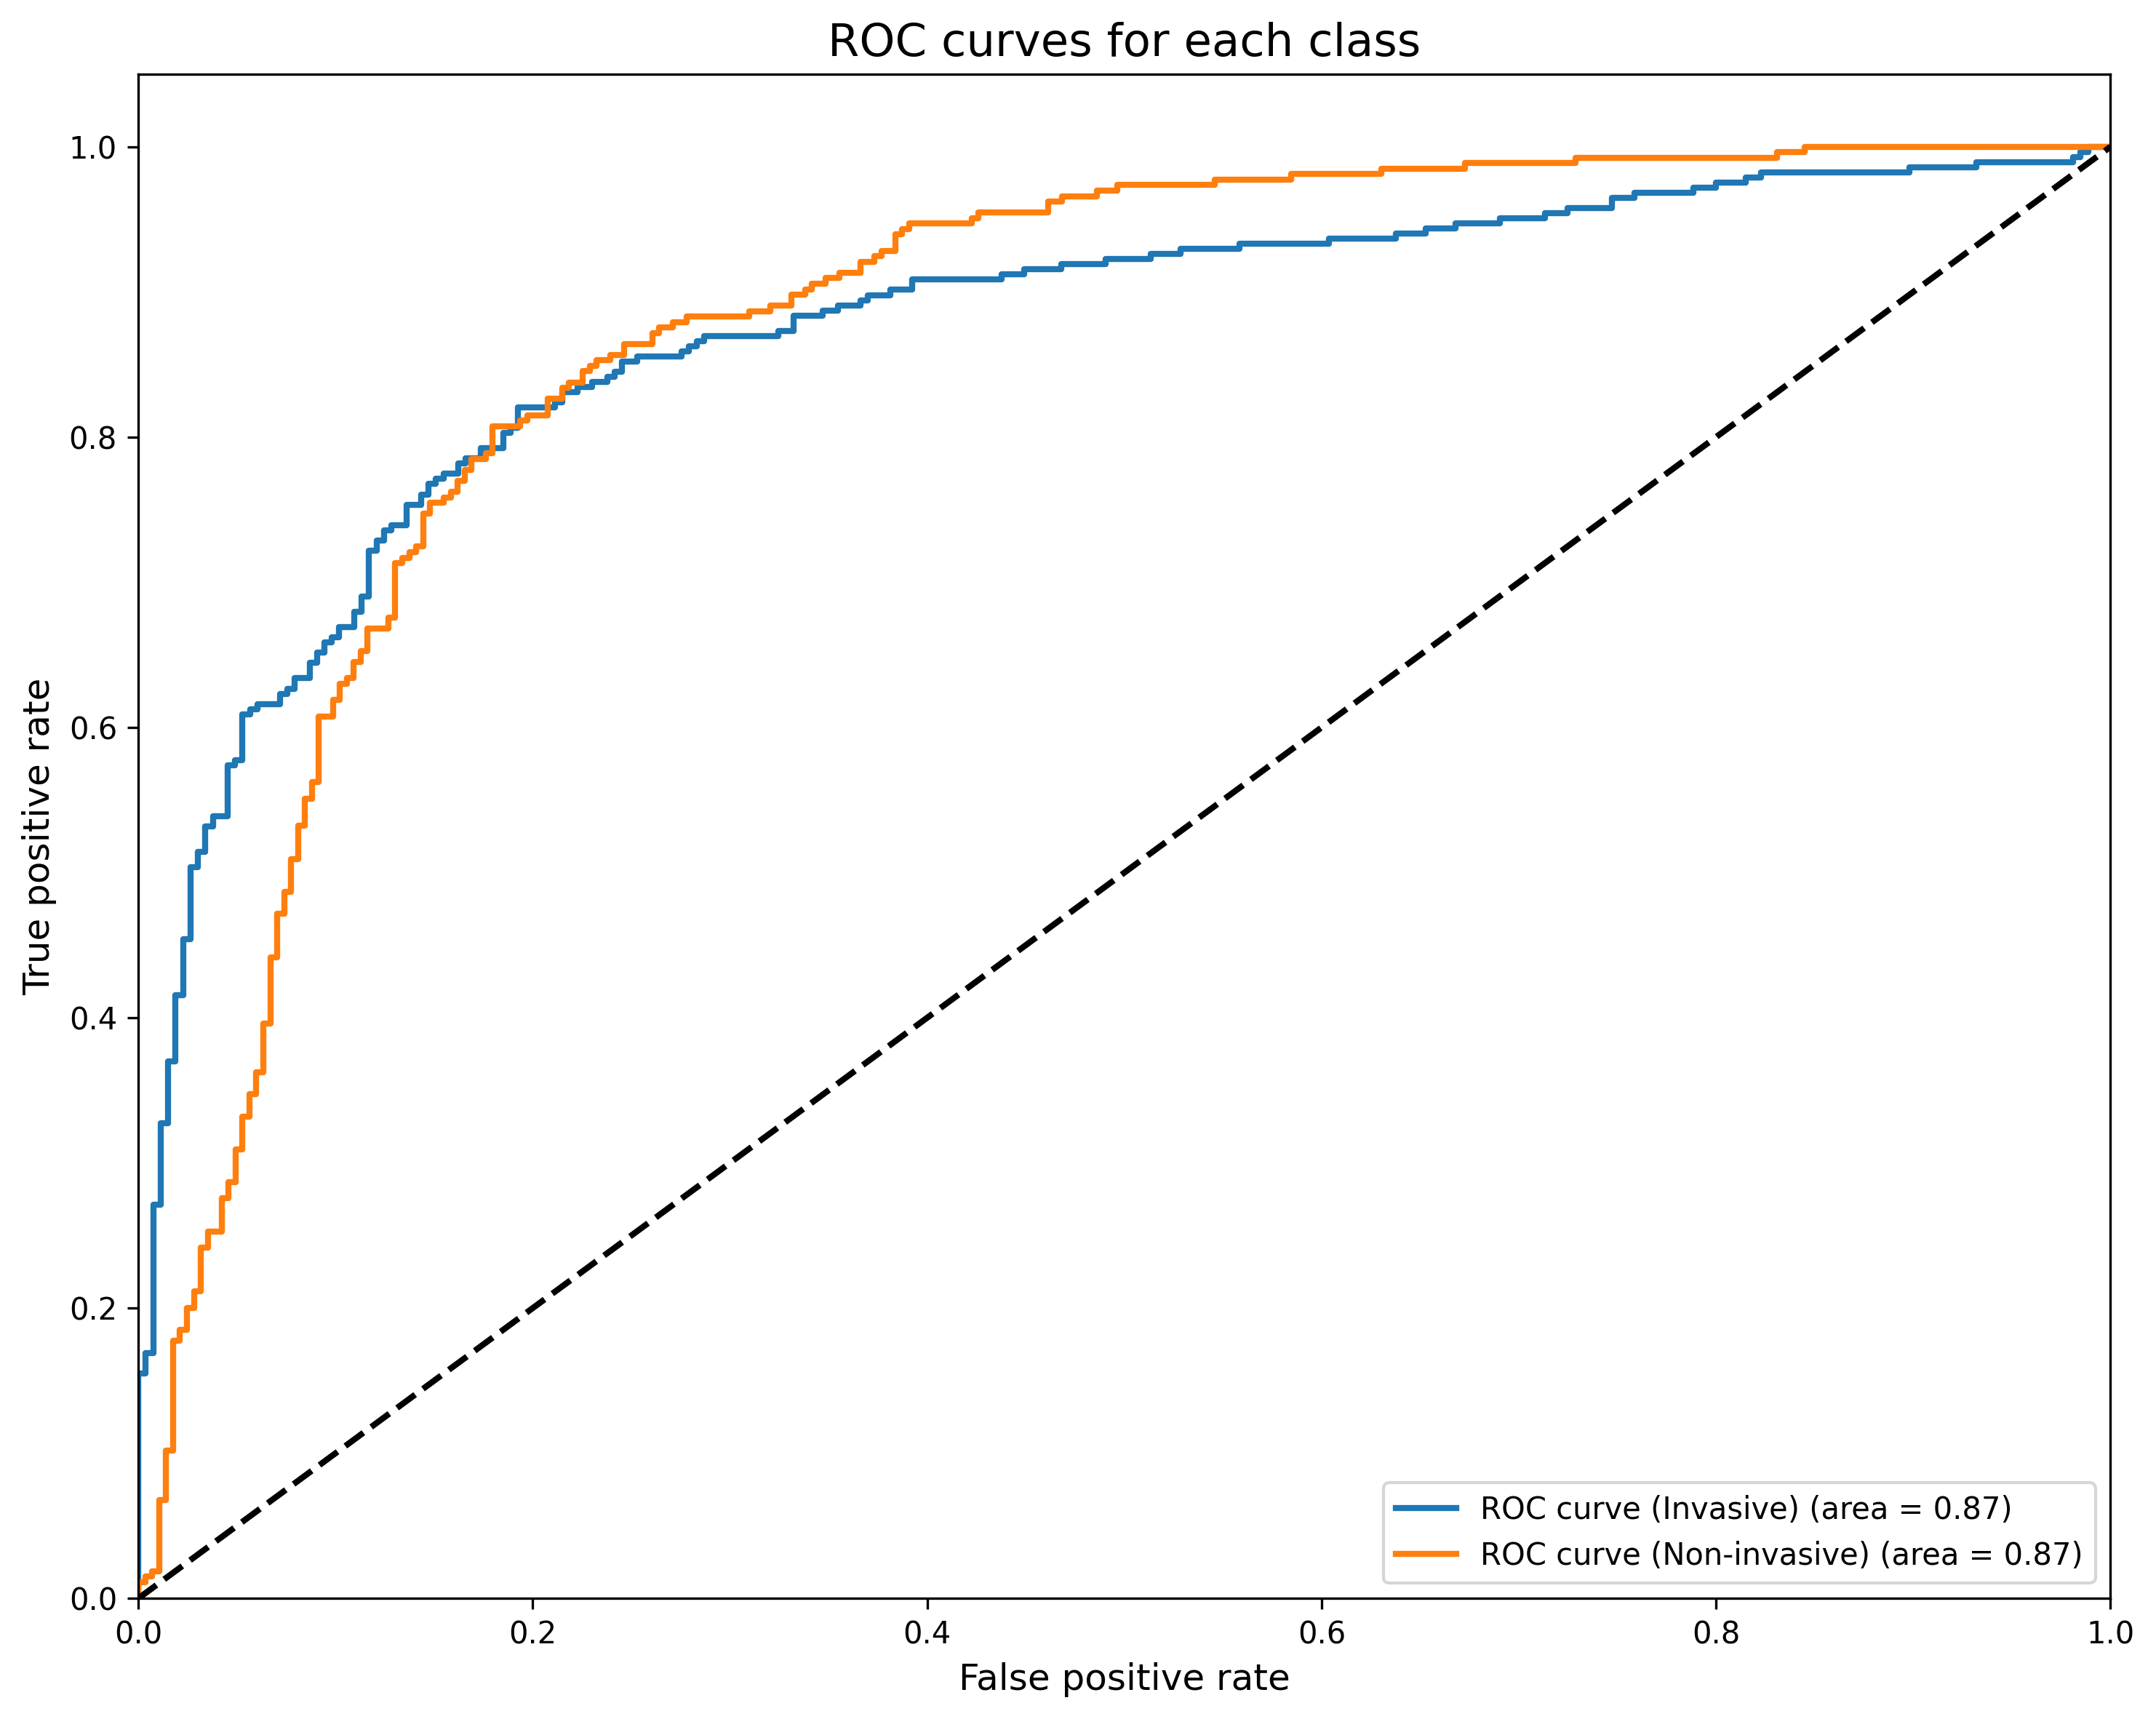 ROC curves for each class
1.0
0.8
0.6
0.4
0.2
0.0
True positive rate
0.0 0.2 0.4 0.6 0.8 1.0
False positive rate
ROC curve (Invasive) (area = 0.87)
ROC curve (Non-invasive) (area = 0.87)